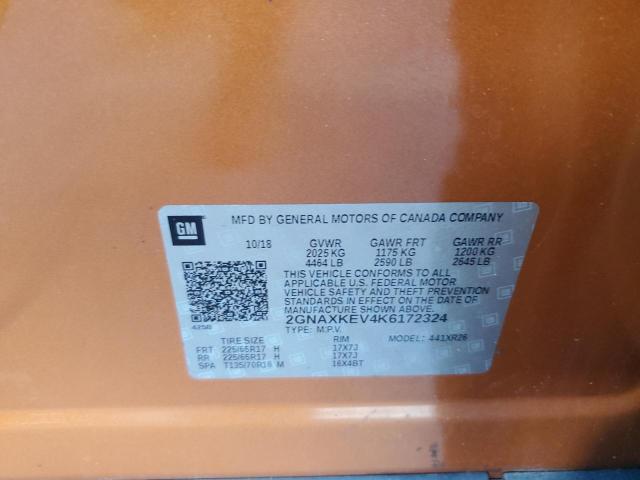 GM
MFD BY GENERAL MOTORS OF CANADA COMPANY
10/18 GVWR GAWR FRT GAWR RR
2025 KG 1175 KG 1200 KG
4464 LB 2590 LB 2645 LB
THIS VEHICLE CONFORMS TO ALL
APPLICABLE U.S. FEDERAL MOTOR
VEHICLE SAFETY AND THEFT PREVENTION
STANDARDS IN EFFECT ON THE DATE OF
MANUFACTURE SHOWN ABOVE.
2GNAXKEV4K6172324
TYPE: M.P.V. MODEL: 441XR26
TIRE SIZE RIM
FRT 225/65R17 H 17X7J
RR 225/65R17 H 17X7J
SPA T135/70R16 M 16X4BT